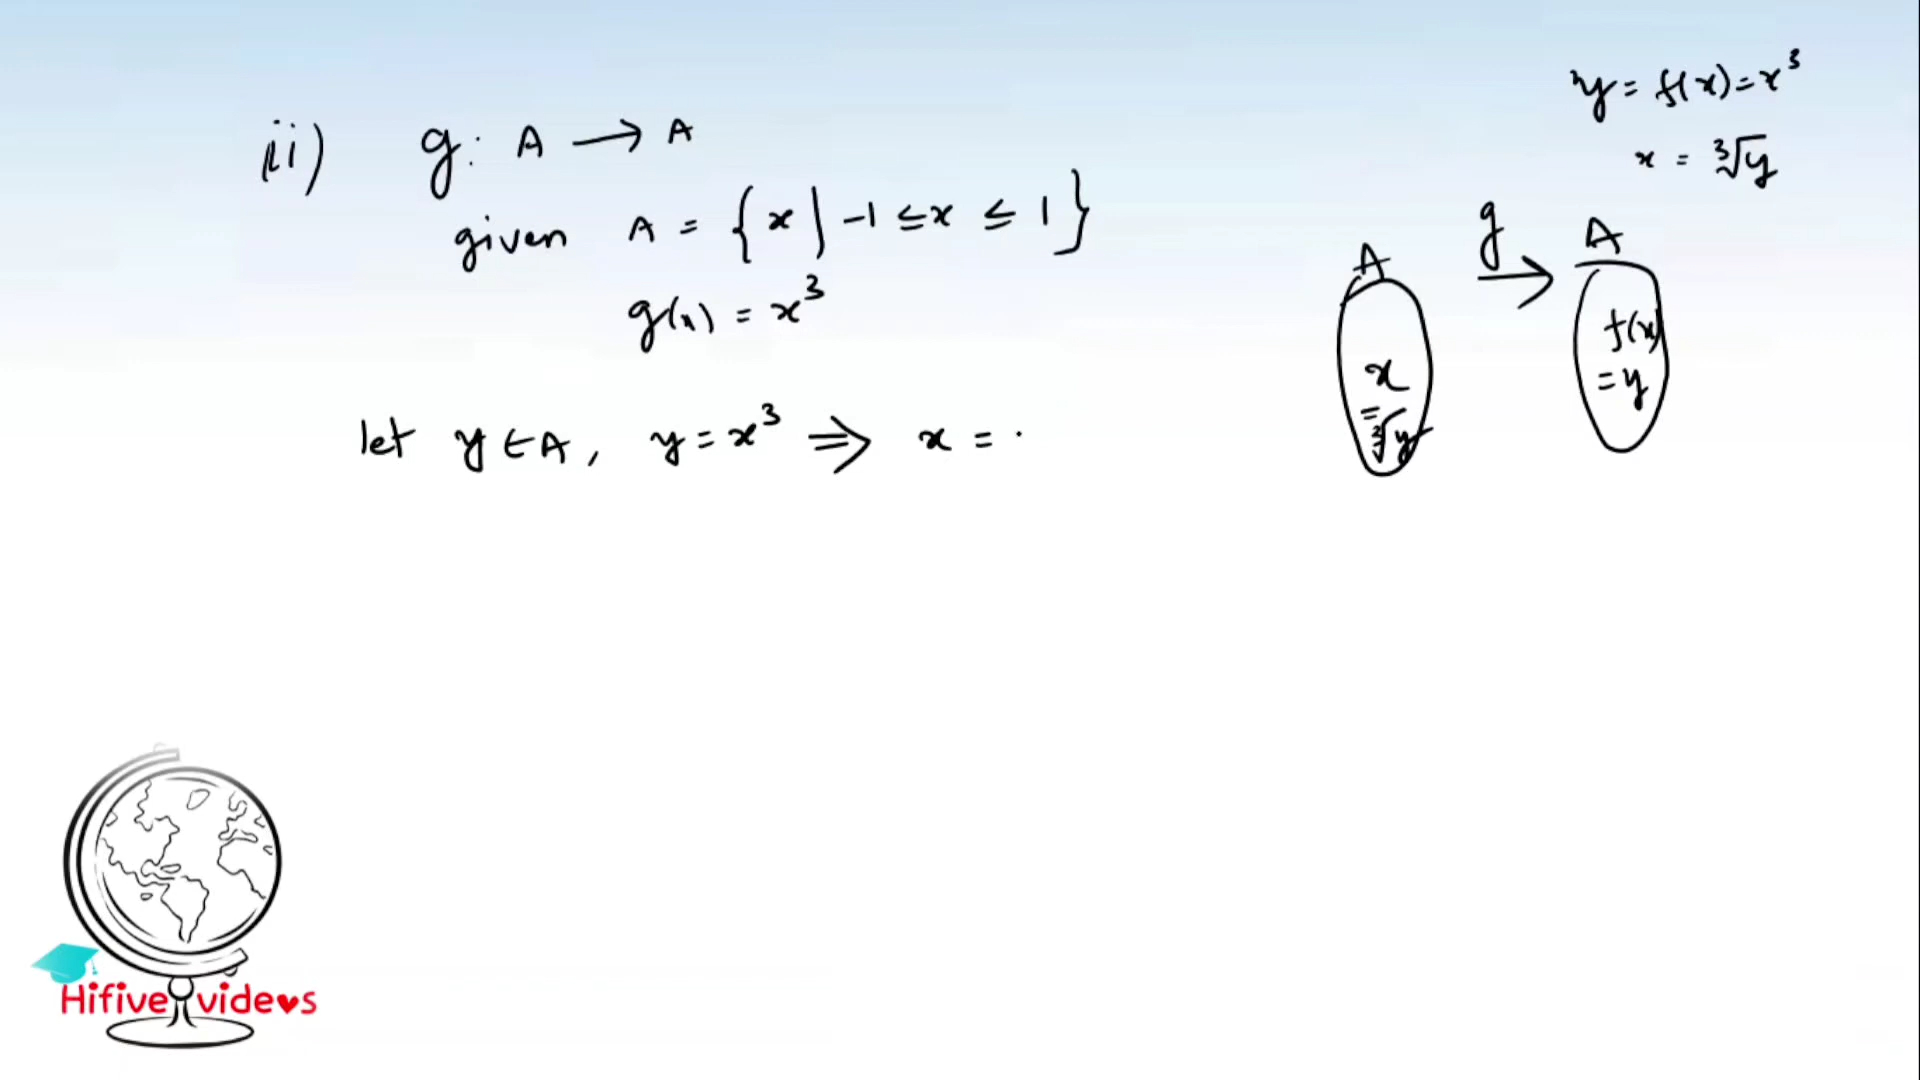 ii) g: A → A
given A = {x | -1 ≤ x ≤ 1}
g(x) = x³
let y ∈ A, y = x³ ⇒ x = ·
y = f(x) = x³
x = ∛y
g
A → A
x
= ∛y
f(x)
= y
Hifive videos